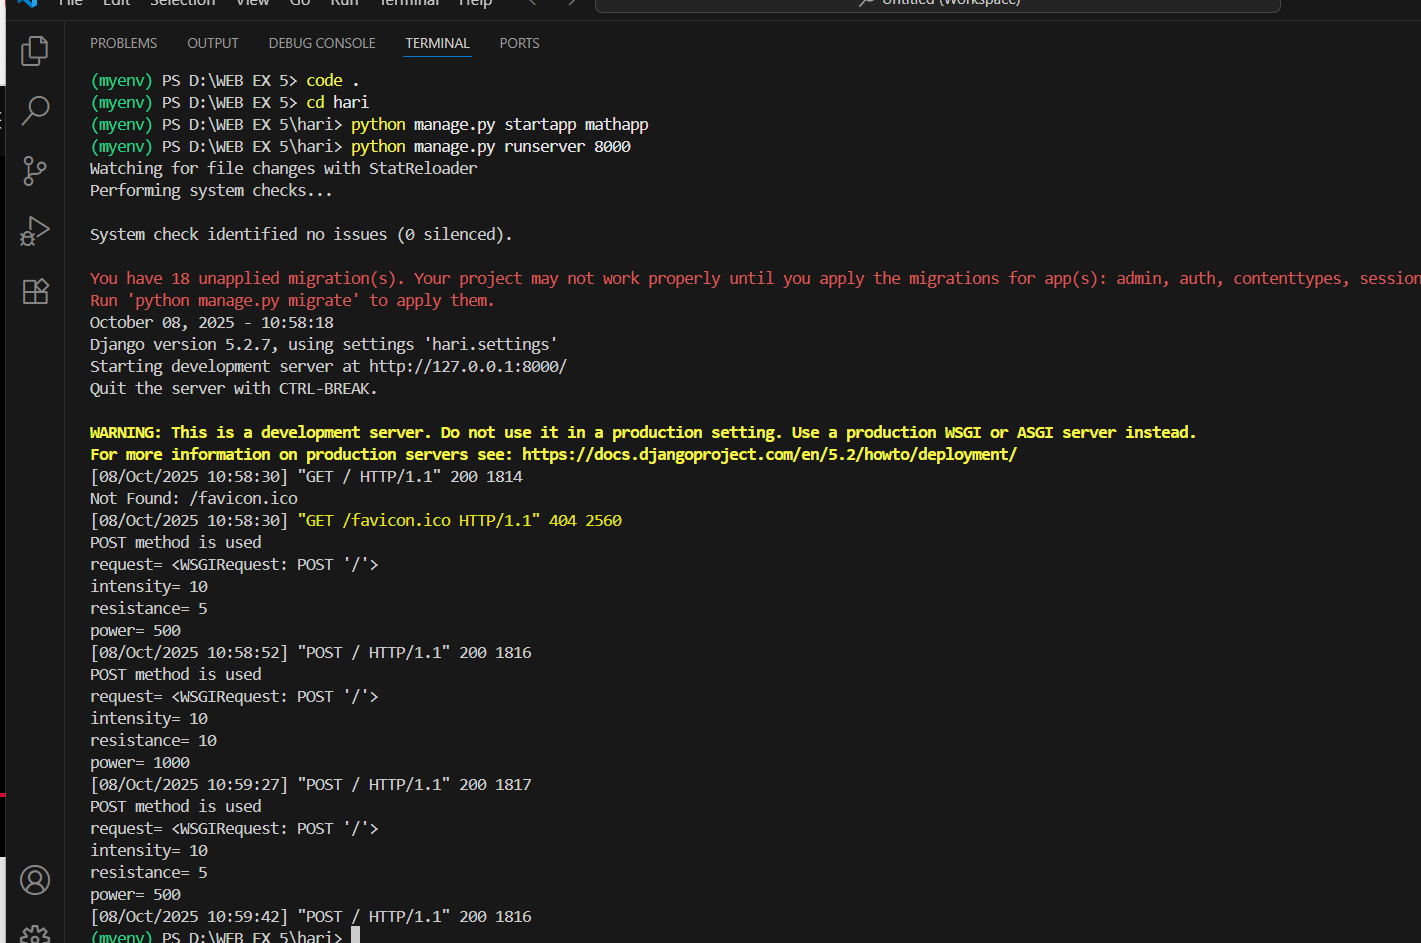 File Edit Selection View Go Run Terminal Help Untitled (Workspace)
PROBLEMS OUTPUT DEBUG CONSOLE TERMINAL PORTS
(myenv) PS D:\WEB EX 5> code .
(myenv) PS D:\WEB EX 5> cd hari
(myenv) PS D:\WEB EX 5\hari> python manage.py startapp mathapp
(myenv) PS D:\WEB EX 5\hari> python manage.py runserver 8000
Watching for file changes with StatReloader
Performing system checks...
System check identified no issues (0 silenced).
You have 18 unapplied migration(s). Your project may not work properly until you apply the migrations for app(s): admin, auth, contenttypes, session
Run 'python manage.py migrate' to apply them.
October 08, 2025 - 10:58:18
Django version 5.2.7, using settings 'hari.settings'
Starting development server at http://127.0.0.1:8000/
Quit the server with CTRL-BREAK.
WARNING: This is a development server. Do not use it in a production setting. Use a production WSGI or ASGI server instead.
For more information on production servers see: https://docs.djangoproject.com/en/5.2/howto/deployment/
[08/Oct/2025 10:58:30] "GET / HTTP/1.1" 200 1814
Not Found: /favicon.ico
[08/Oct/2025 10:58:30] "GET /favicon.ico HTTP/1.1" 404 2560
POST method is used
request= <WSGIRequest: POST '/'>
intensity= 10
resistance= 5
power= 500
[08/Oct/2025 10:58:52] "POST / HTTP/1.1" 200 1816
POST method is used
request= <WSGIRequest: POST '/'>
intensity= 10
resistance= 10
power= 1000
[08/Oct/2025 10:59:27] "POST / HTTP/1.1" 200 1817
POST method is used
request= <WSGIRequest: POST '/'>
intensity= 10
resistance= 5
power= 500
[08/Oct/2025 10:59:42] "POST / HTTP/1.1" 200 1816
(myenv) PS D:\WEB EX 5\hari>